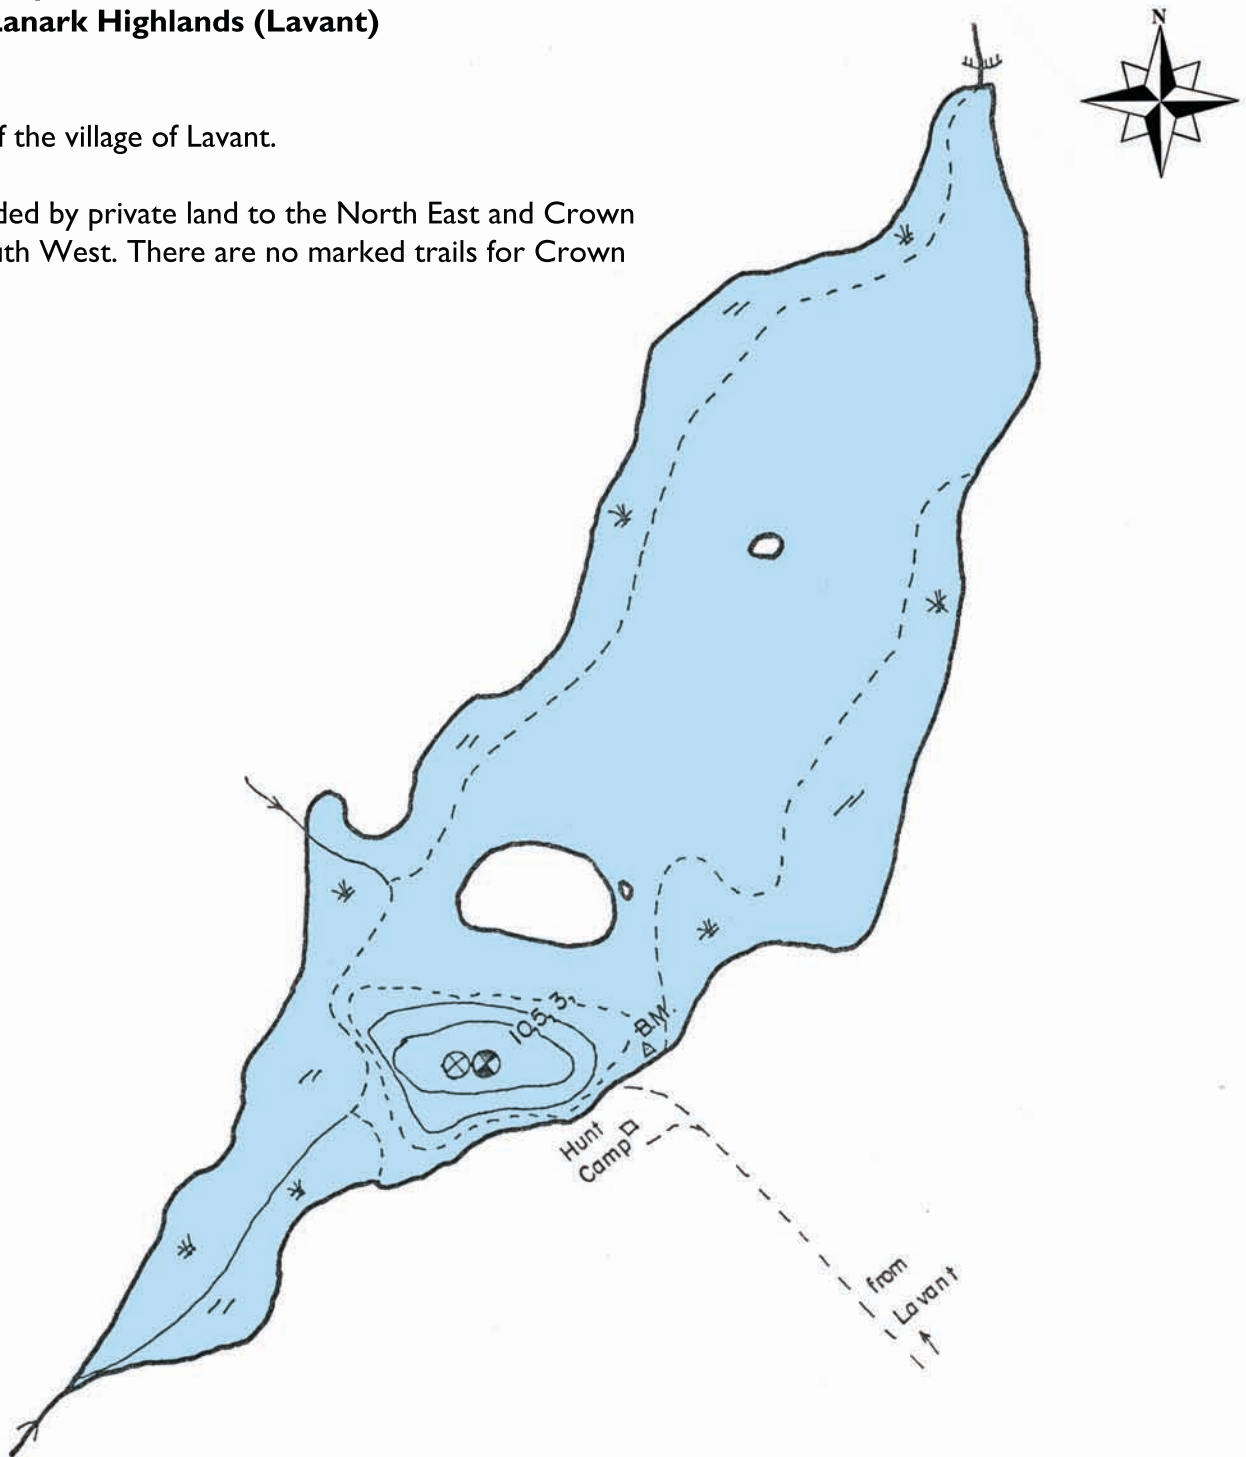 Lanark Highlands (Lavant)
N
f the village of Lavant.
ded by private land to the North East and Crown
uth West. There are no marked trails for Crown
10,5,3,
B.M.
Hunt
Camp
from
Lavant